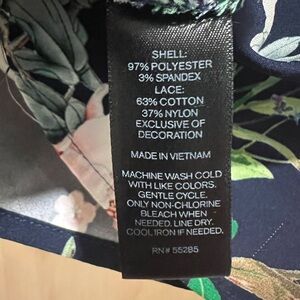 SHELL:
97% POLYESTER
3% SPANDEX
LACE:
63% COTTON
37% NYLON
EXCLUSIVE OF
DECORATION
MADE IN VIETNAM
MACHINE WASH COLD
WITH LIKE COLORS.
GENTLE CYCLE.
ONLY NON-CHLORINE
BLEACH WHEN
NEEDED. LINE DRY.
COOL IRON IF NEEDED.
RN# 55285